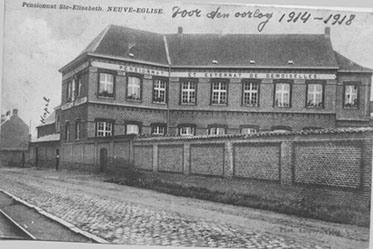 Pensionnat Ste-Elisabeth. NEUVE-EGLISE. Voor den oorlog 1914-1918
PENSIONNAT ET EXTERNAT DE DEMOISELLES